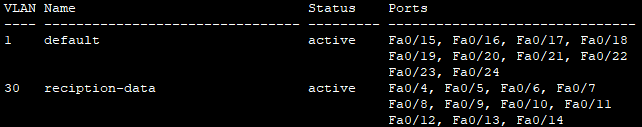 VLAN Name                             Status    Ports
---- -------------------------------- --------- -------------------------------
1    default                          active    Fa0/15, Fa0/16, Fa0/17, Fa0/18
                                                Fa0/19, Fa0/20, Fa0/21, Fa0/22
                                                Fa0/23, Fa0/24
30   reciption-data                   active    Fa0/4, Fa0/5, Fa0/6, Fa0/7
                                                Fa0/8, Fa0/9, Fa0/10, Fa0/11
                                                Fa0/12, Fa0/13, Fa0/14